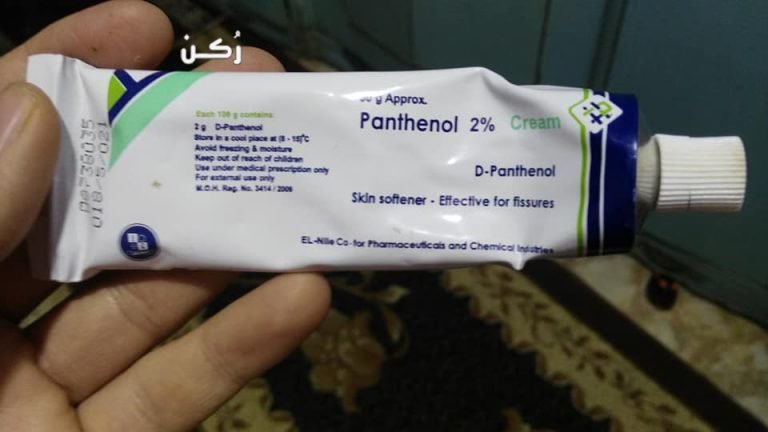 رُكن
50 g Approx.
Panthenol 2% Cream
D-Panthenol
Skin softener - Effective for fissures
EL-Nile Co. for Pharmaceuticals and Chemical Industries
Each 100 g contains:
2 g D-Panthenol
Store in a cool place at (8 - 15)°C
Avoid freezing & moisture
Keep out of reach of children
Use under medical prescription only
For external use only
M.O.H. Reg. No. 3414 / 2006